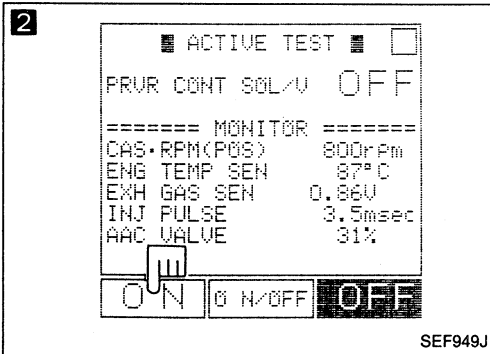 2
■ ACTIVE TEST ■
PRVR CONT SOL/V OFF
======= MONITOR =======
CAS•RPM(POS) 800rpm
ENG TEMP SEN 87°C
EXH GAS SEN 0.86V
INJ PULSE 3.5msec
AAC VALVE 31%
ON ON/OFF OFF
SEF949J